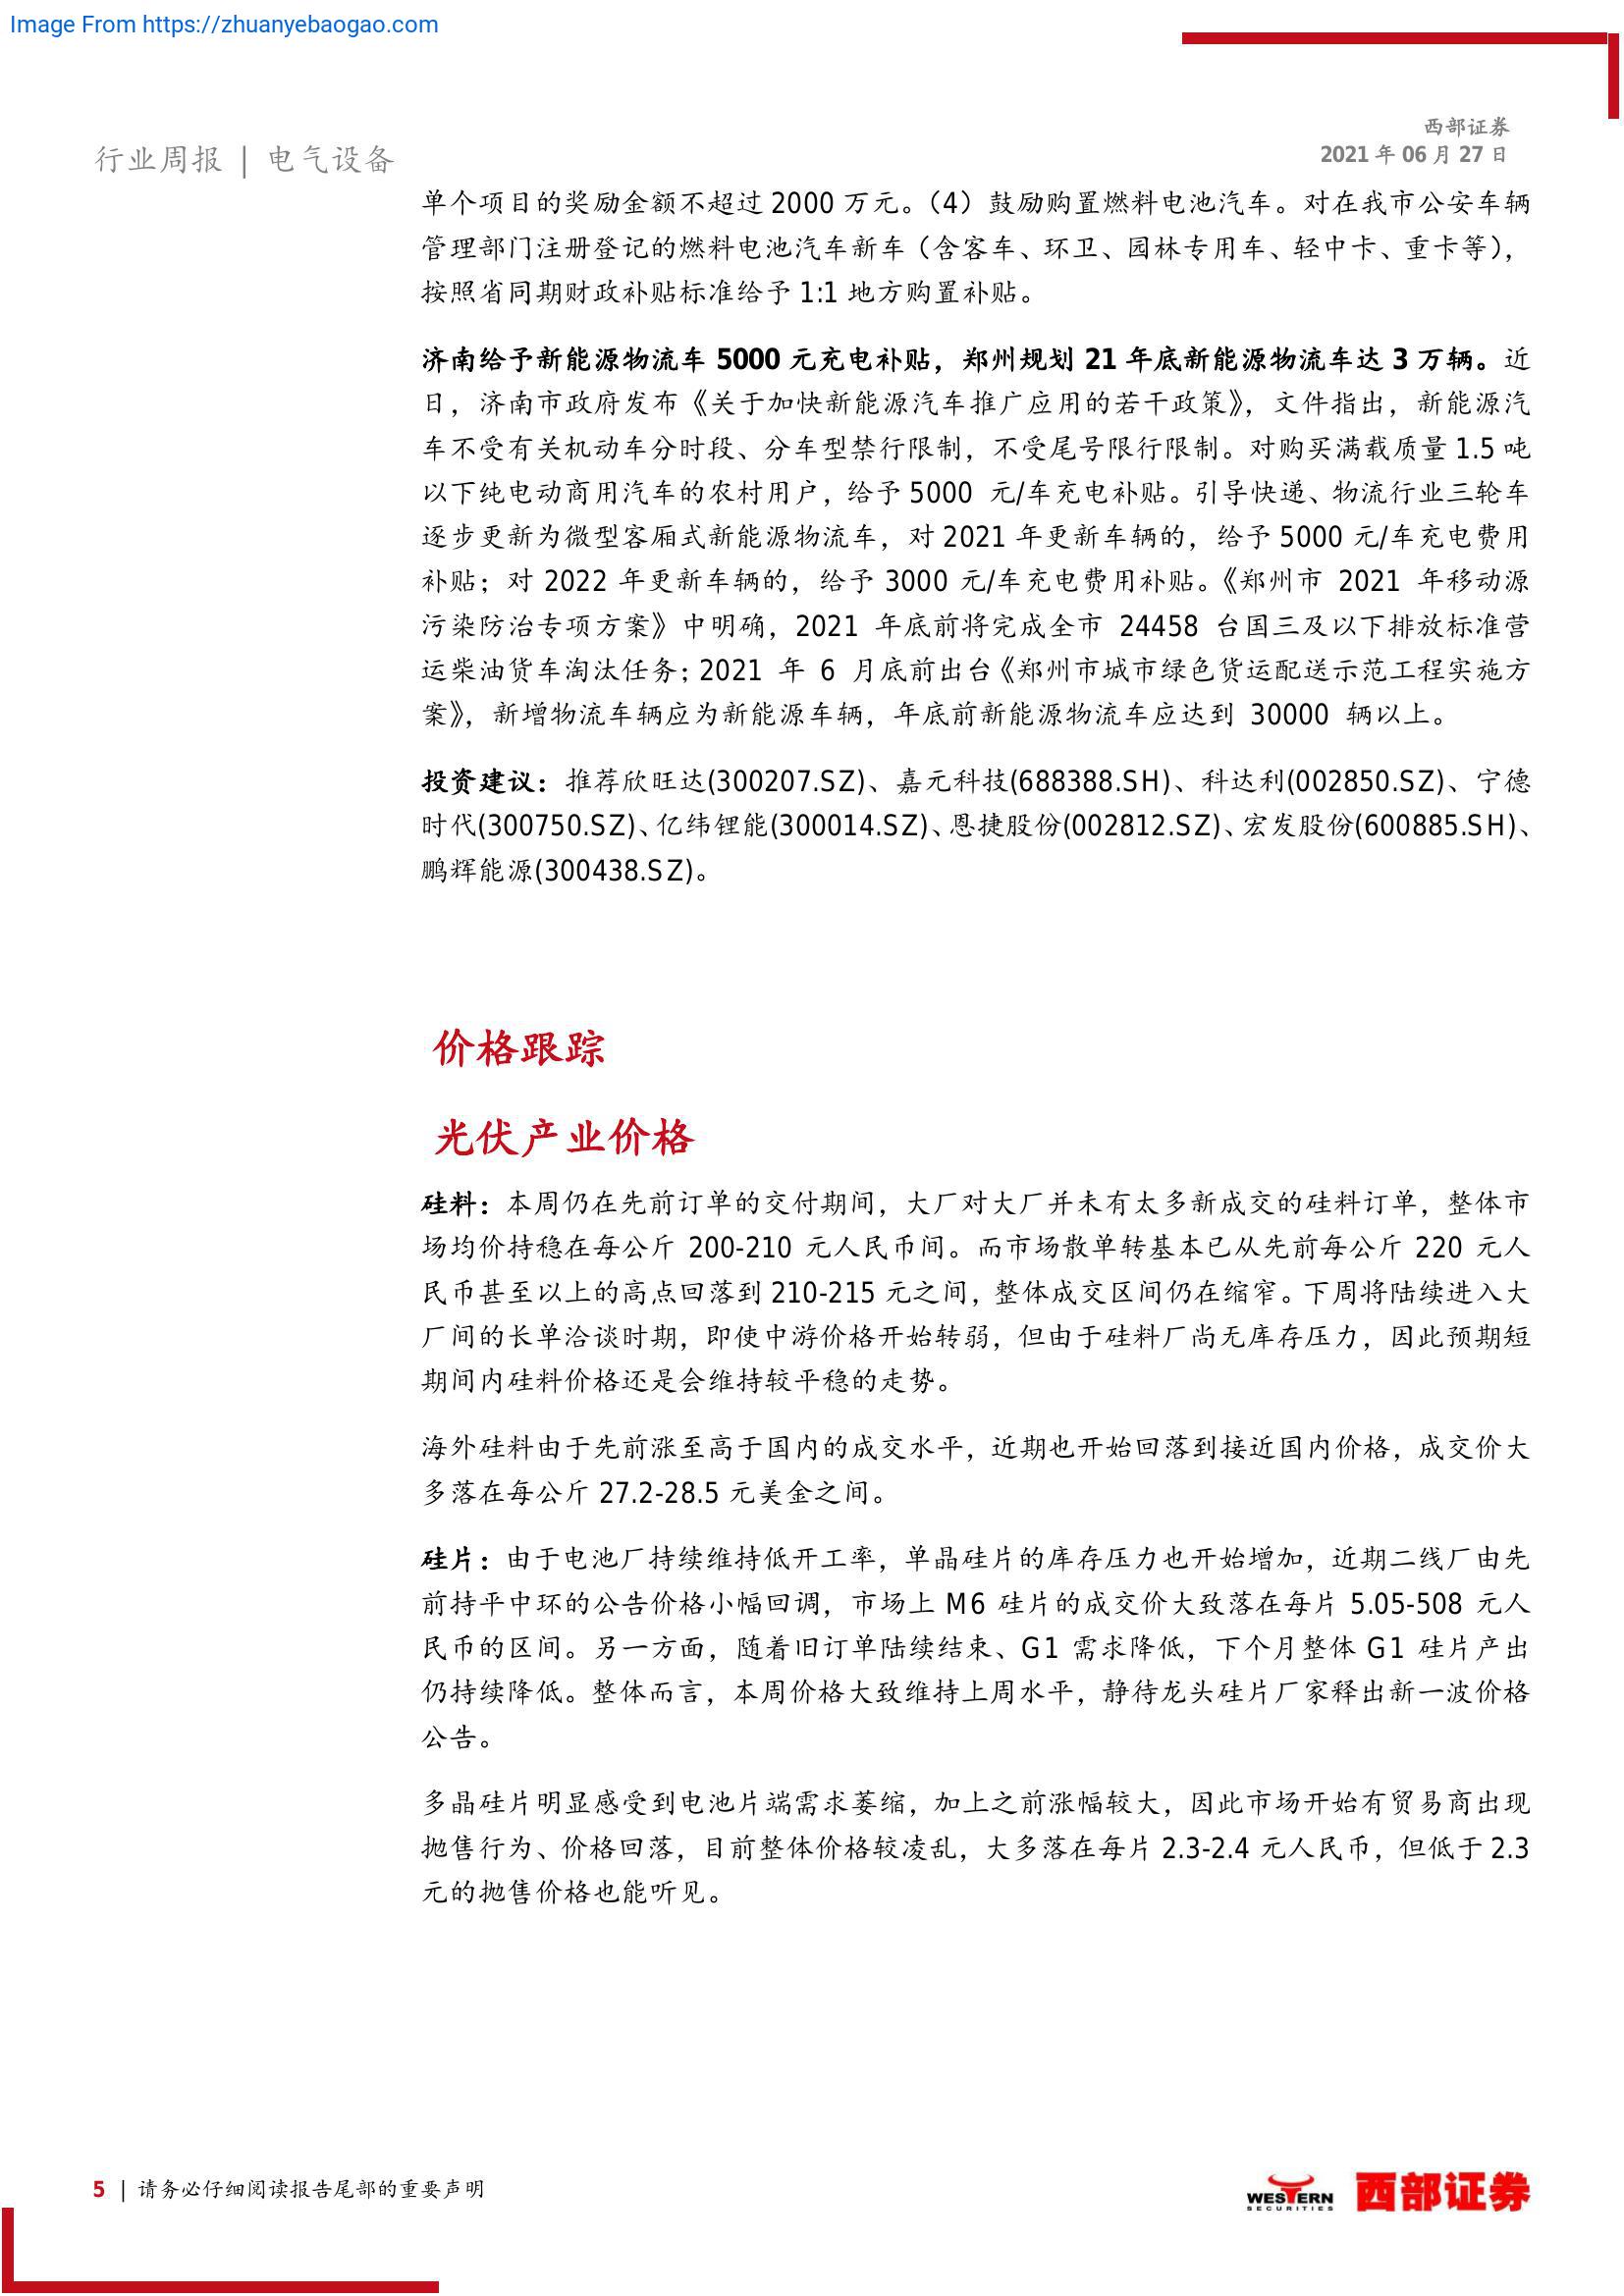 Image From https://zhuanyebaogao.com
西部证券
2021 年 06 月 27 日
行业周报 | 电气设备
单个项目的奖励金额不超过 2000 万元。（4）鼓励购置燃料电池汽车。对在我市公安车辆
管理部门注册登记的燃料电池汽车新车（含客车、环卫、园林专用车、轻中卡、重卡等），
按照省同期财政补贴标准给予 1:1 地方购置补贴。
济南给予新能源物流车 5000 元充电补贴，郑州规划 21 年底新能源物流车达 3 万辆。近
日，济南市政府发布《关于加快新能源汽车推广应用的若干政策》，文件指出，新能源汽
车不受有关机动车分时段、分车型禁行限制，不受尾号限行限制。对购买满载质量 1.5 吨
以下纯电动商用汽车的农村用户，给予 5000 元/车充电补贴。引导快递、物流行业三轮车
逐步更新为微型客厢式新能源物流车，对 2021 年更新车辆的，给予 5000 元/车充电费用
补贴；对 2022 年更新车辆的，给予 3000 元/车充电费用补贴。《郑州市 2021 年移动源
污染防治专项方案》中明确，2021 年底前将完成全市 24458 台国三及以下排放标准营
运柴油货车淘汰任务；2021 年 6 月底前出台《郑州市城市绿色货运配送示范工程实施方
案》，新增物流车辆应为新能源车辆，年底前新能源物流车应达到 30000 辆以上。
投资建议：推荐欣旺达(300207.SZ)、嘉元科技(688388.SH)、科达利(002850.SZ)、宁德
时代(300750.SZ)、亿纬锂能(300014.SZ)、恩捷股份(002812.SZ)、宏发股份(600885.SH)、
鹏辉能源(300438.SZ)。
价格跟踪
光伏产业价格
硅料：本周仍在先前订单的交付期间，大厂对大厂并未有太多新成交的硅料订单，整体市
场均价持稳在每公斤 200-210 元人民币间。而市场散单转基本已从先前每公斤 220 元人
民币甚至以上的高点回落到 210-215 元之间，整体成交区间仍在缩窄。下周将陆续进入大
厂间的长单洽谈时期，即使中游价格开始转弱，但由于硅料厂尚无库存压力，因此预期短
期间内硅料价格还是会维持较平稳的走势。
海外硅料由于先前涨至高于国内的成交水平，近期也开始回落到接近国内价格，成交价大
多落在每公斤 27.2-28.5 元美金之间。
硅片：由于电池厂持续维持低开工率，单晶硅片的库存压力也开始增加，近期二线厂由先
前持平中环的公告价格小幅回调，市场上 M6 硅片的成交价大致落在每片 5.05-508 元人
民币的区间。另一方面，随着旧订单陆续结束、G1 需求降低，下个月整体 G1 硅片产出
仍持续降低。整体而言，本周价格大致维持上周水平，静待龙头硅片厂家释出新一波价格
公告。
多晶硅片明显感受到电池片端需求萎缩，加上之前涨幅较大，因此市场开始有贸易商出现
抛售行为、价格回落，目前整体价格较凌乱，大多落在每片 2.3-2.4 元人民币，但低于 2.3
元的抛售价格也能听见。
5 | 请务必仔细阅读报告尾部的重要声明
WESTERN
SECURITIES
西部证券